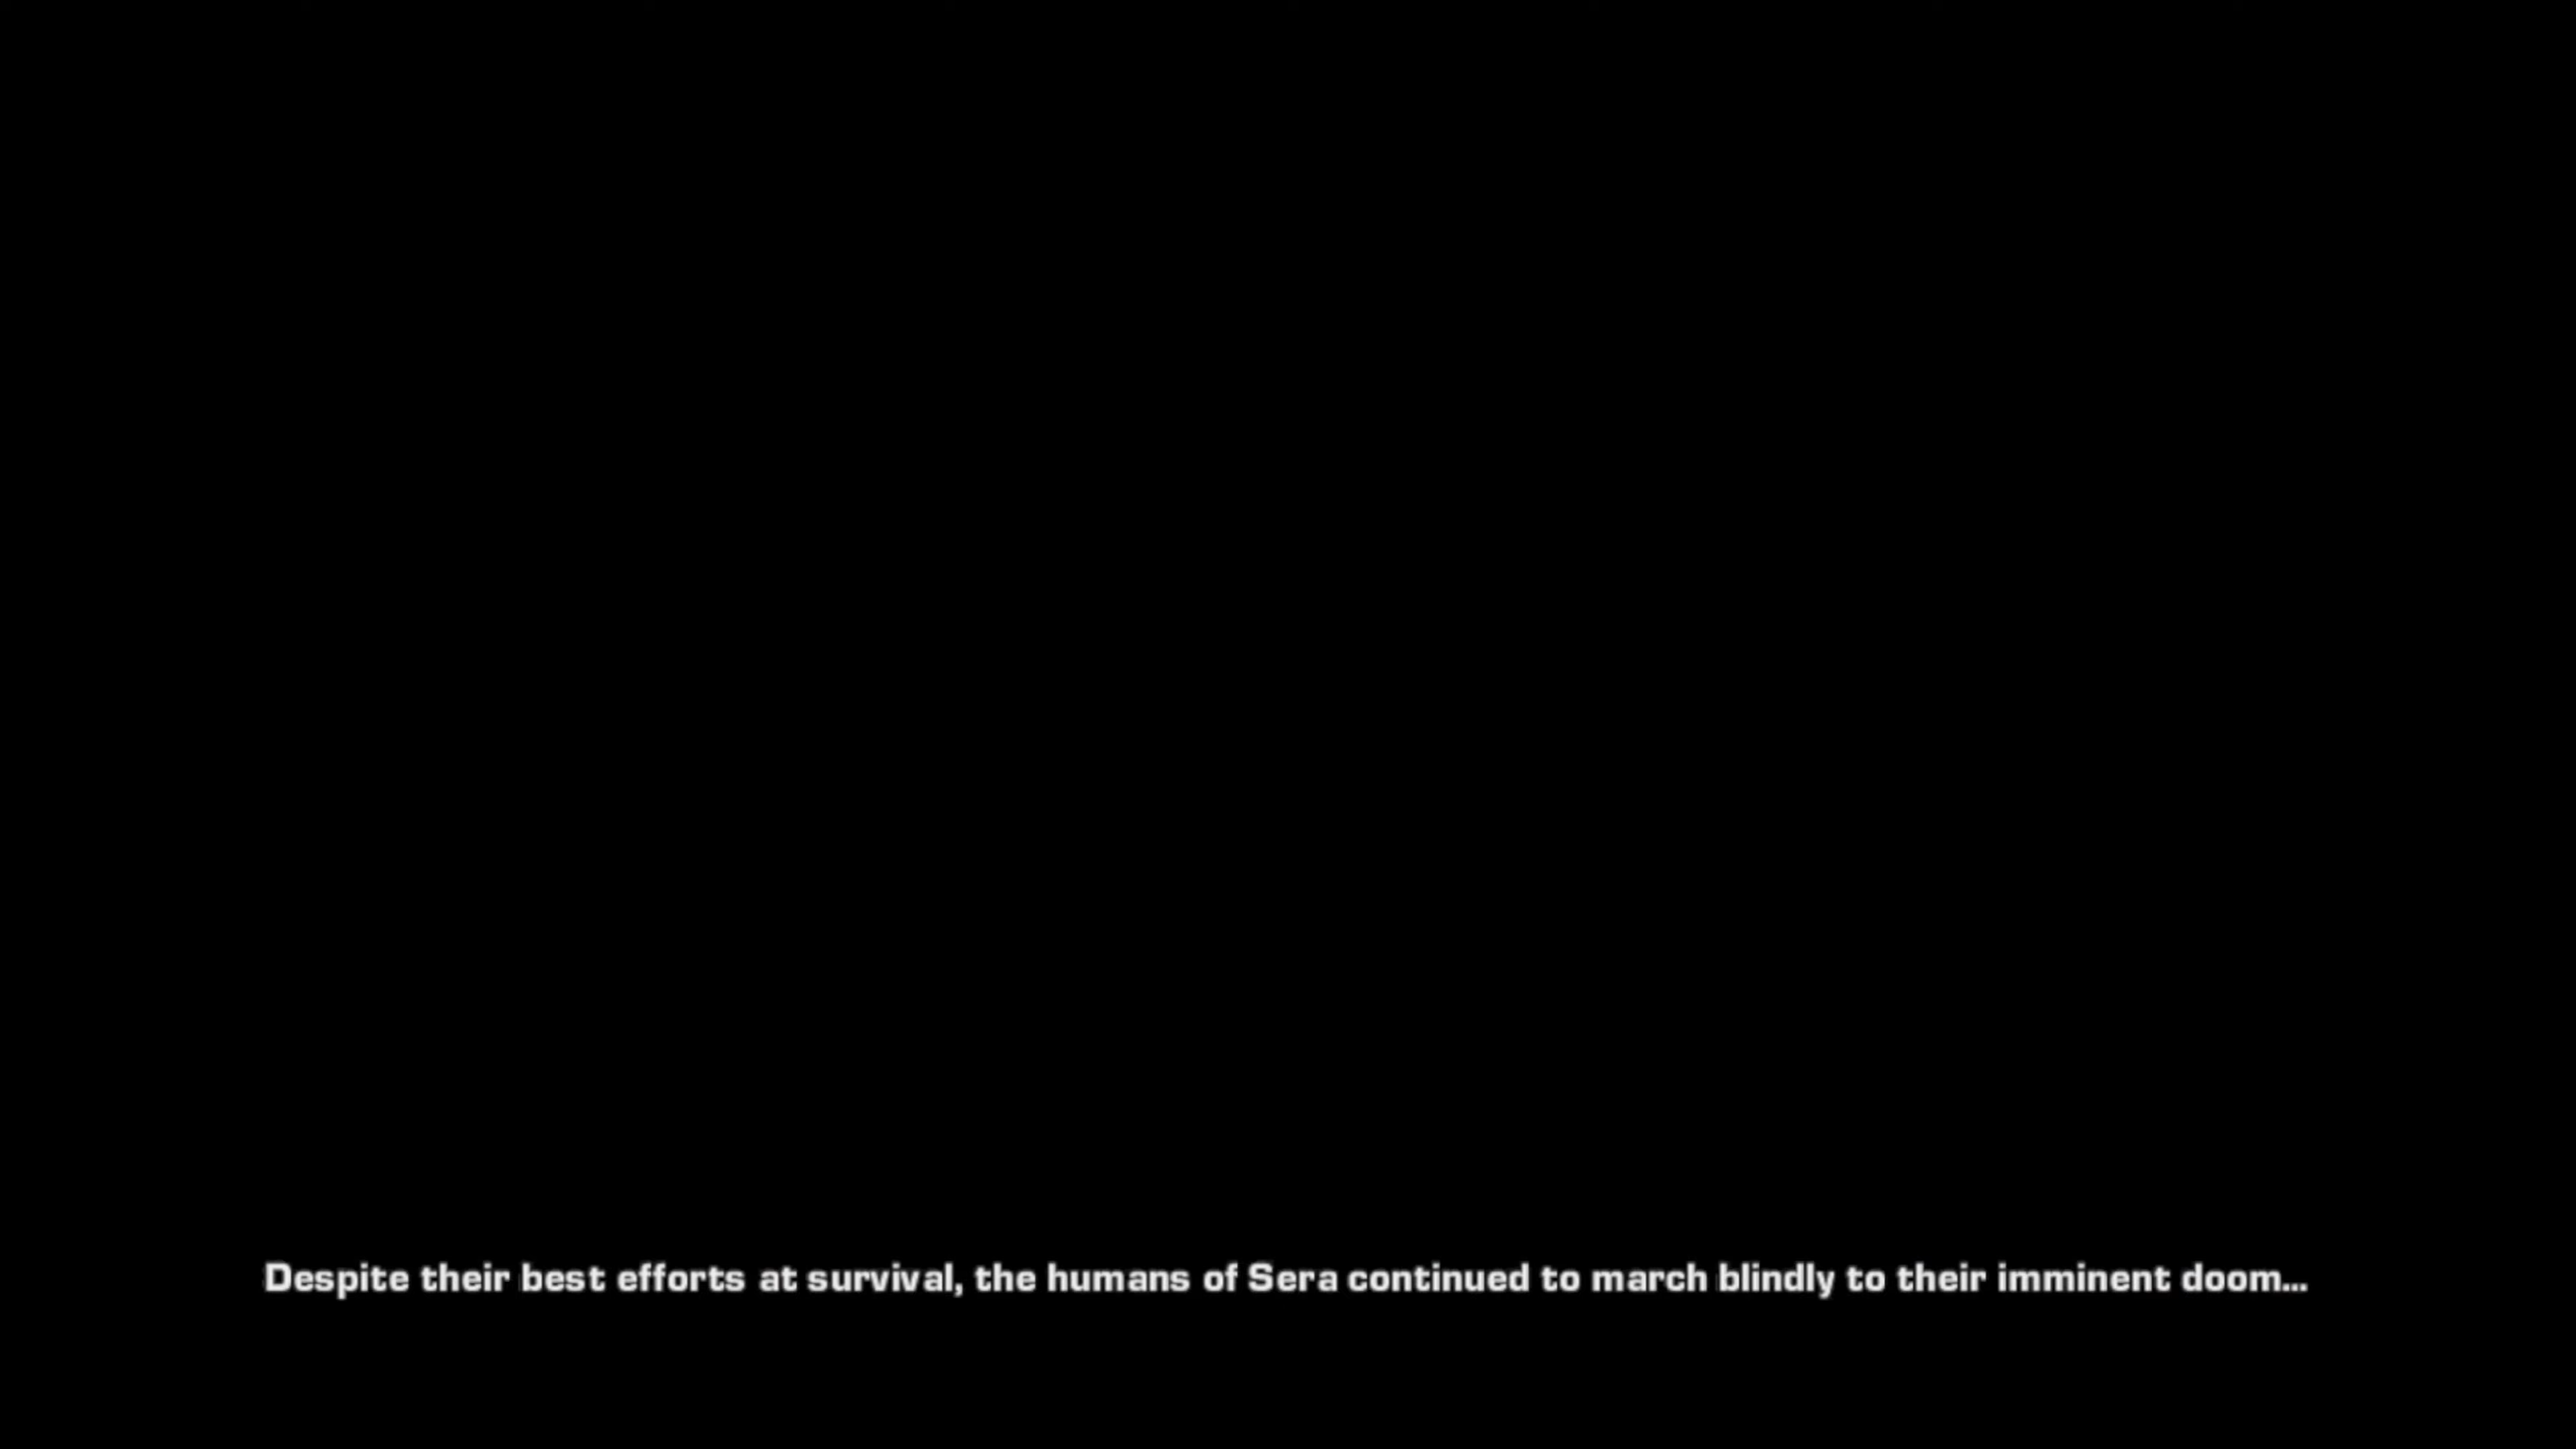 Despite their best efforts at survival, the humans of Sera continued to march blindly to their imminent doom...